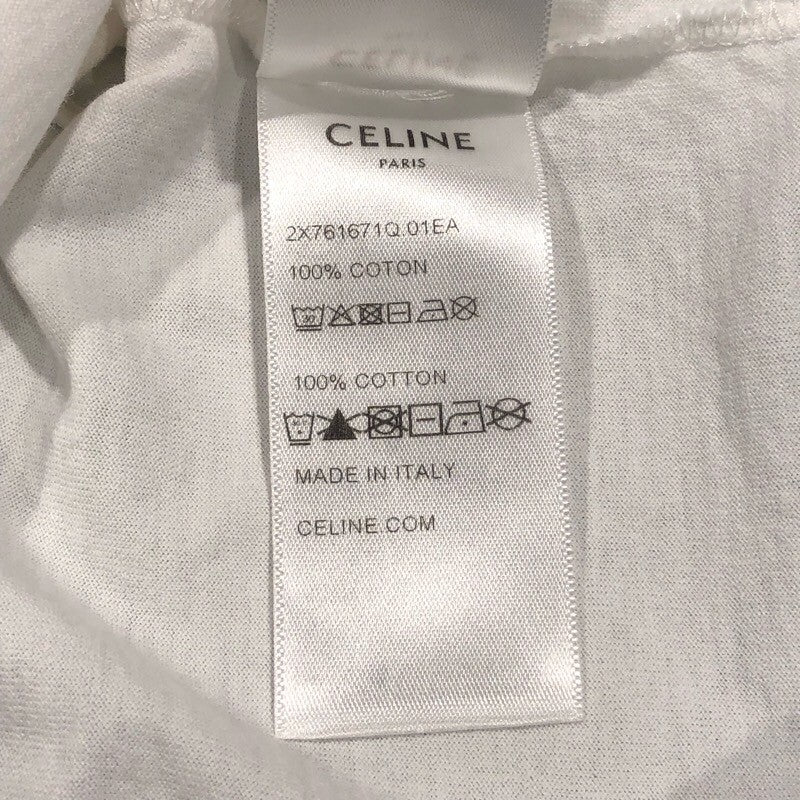 CELINE
PARIS
2X761671Q.01EA
100% COTON
100% COTTON
MADE IN ITALY
CELINE.COM